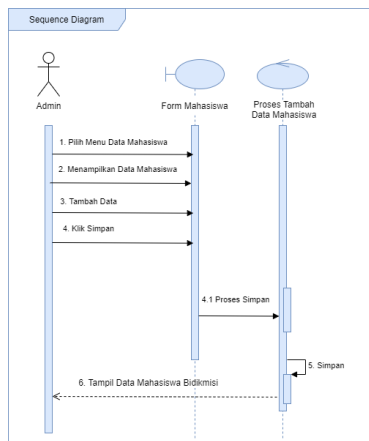 Sequence Diagram
Admin
Form Mahasiswa
Proses Tambah
Data Mahasiswa
1. Pilih Menu Data Mahasiswa
2. Menampilkan Data Mahasiswa
3. Tambah Data
4. Klik Simpan
4.1 Proses Simpan
5. Simpan
6. Tampil Data Mahasiswa Bidikmisi